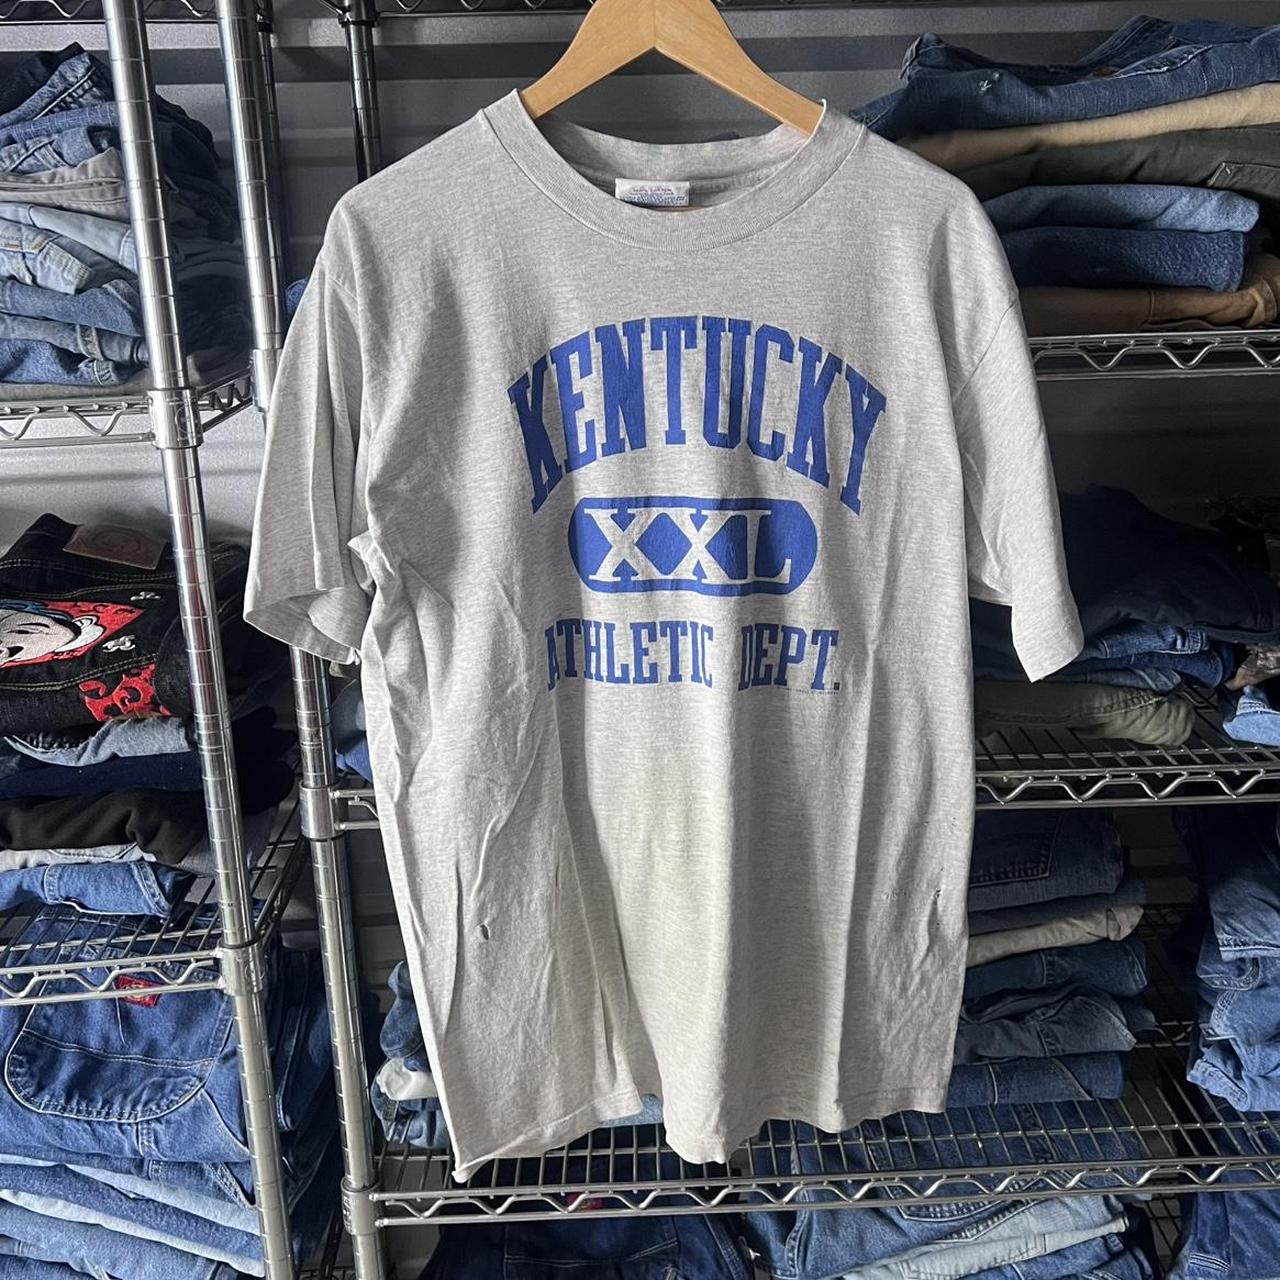 KENTUCKY
XXL
ATHLETIC DEPT.